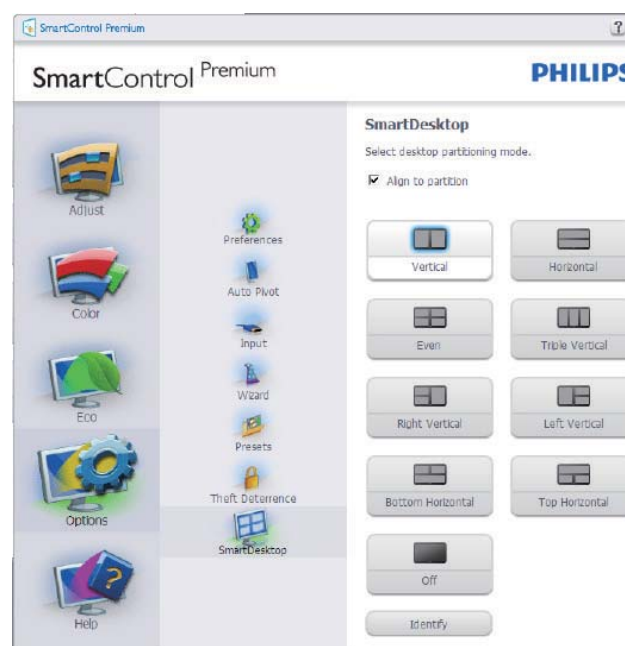 SmartControl Premium
?
SmartControl Premium
PHILIPS
Adjust
Color
Eco
Options
Help
Preferences
Auto Pivot
Input
Wizard
Presets
Theft Deterrence
SmartDesktop
SmartDesktop
Select desktop partitioning mode.
Align to partition
Vertical
Horizontal
Even
Triple Vertical
Right Vertical
Left Vertical
Bottom Horizontal
Top Horizontal
Off
Identify